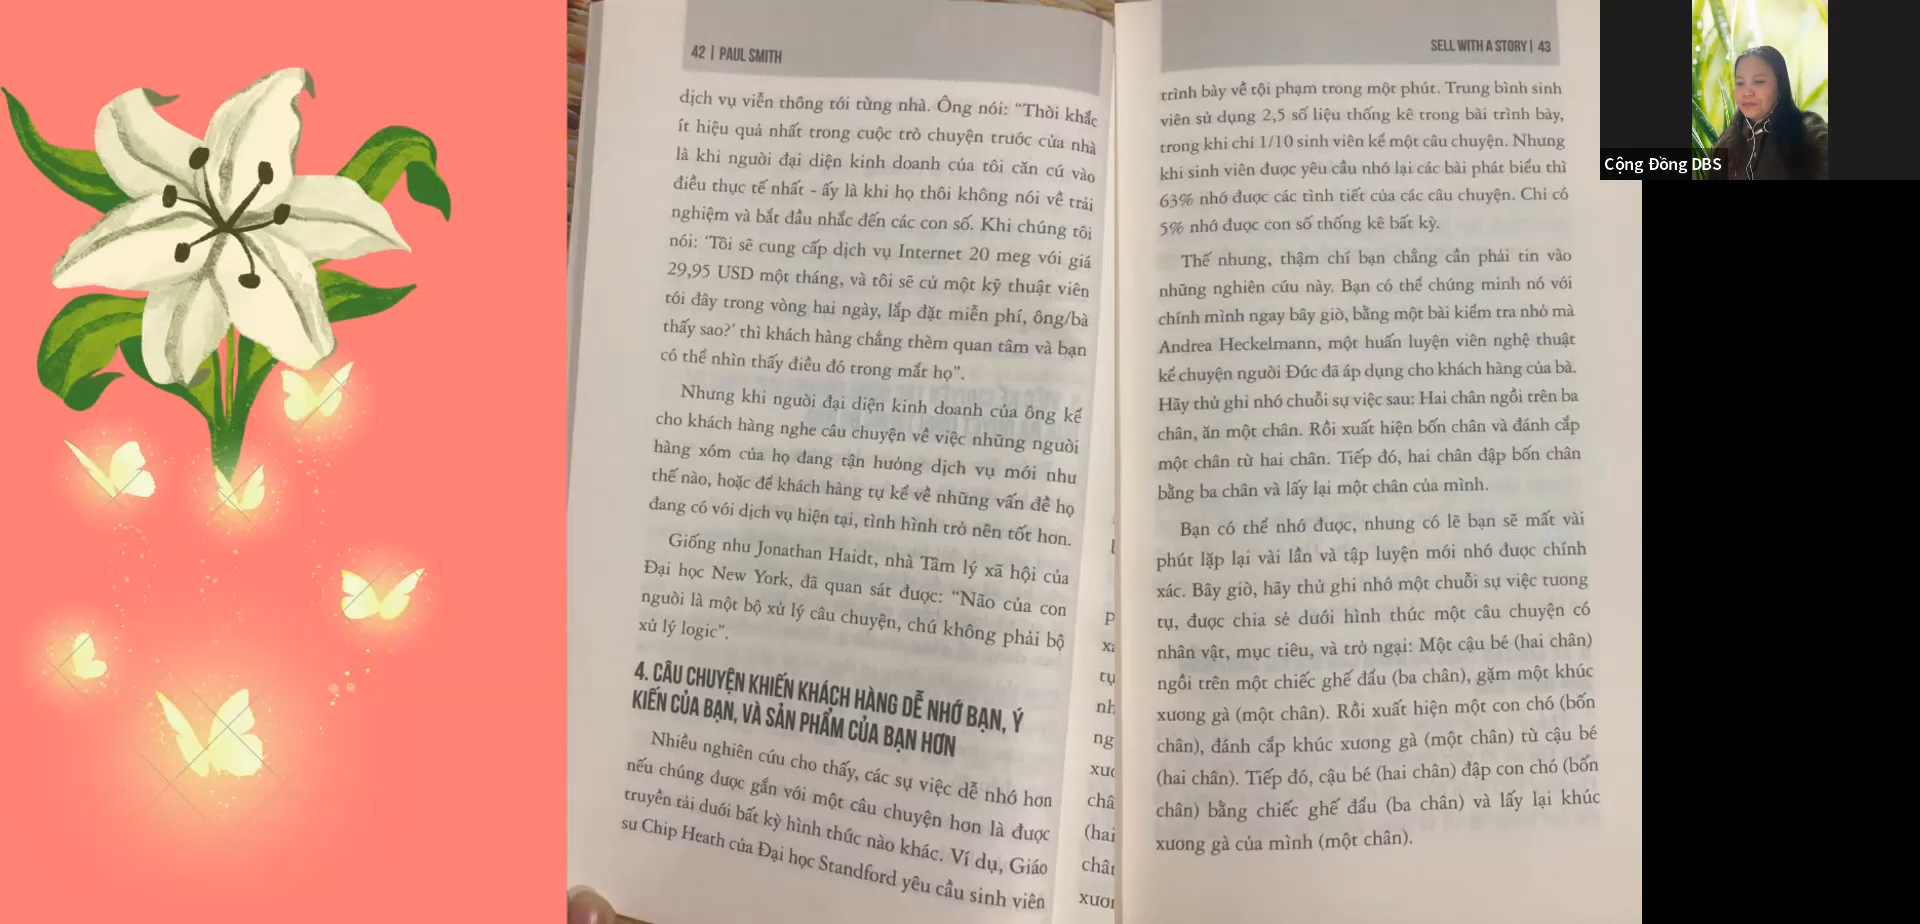 42 | PAUL SMITH
dịch vụ viễn thông tới từng nhà. Ông nói: “Thời khắc
ít hiệu quả nhất trong cuộc trò chuyện trước cửa nhà
là khi người đại diện kinh doanh của tôi căn cứ vào
điều thực tế nhất - ấy là khi họ thôi không nói về trải
nghiệm và bắt đầu nhắc đến các con số. Khi chúng tôi
nói: ‘Tôi sẽ cung cấp dịch vụ Internet 20 meg với giá
29,95 USD một tháng, và tôi sẽ cử một kỹ thuật viên
tới đây trong vòng hai ngày, lắp đặt miễn phí, ông/bà
thấy sao?’ thì khách hàng chẳng thèm quan tâm và bạn
có thể nhìn thấy điều đó trong mắt họ”.
Nhưng khi người đại diện kinh doanh của ông kể
cho khách hàng nghe câu chuyện về việc những người
hàng xóm của họ đang tận hưởng dịch vụ mới như
thế nào, hoặc để khách hàng tự kể về những vấn đề họ
đang có với dịch vụ hiện tại, tình hình trở nên tốt hơn.
Giống như Jonathan Haidt, nhà Tâm lý xã hội của
Đại học New York, đã quan sát được: “Não của con
người là một bộ xử lý câu chuyện, chứ không phải bộ
xử lý logic”.
4. CÂU CHUYỆN KHIẾN KHÁCH HÀNG DỄ NHỚ BẠN, Ý
KIẾN CỦA BẠN, VÀ SẢN PHẨM CỦA BẠN HƠN
Nhiều nghiên cứu cho thấy, các sự việc dễ nhớ hơn
nếu chúng được gắn với một câu chuyện hơn là được
truyền tải dưới bất kỳ hình thức nào khác. Ví dụ, Giáo
sư Chip Heath của Đại học Standford yêu cầu sinh viên
SELL WITH A STORY | 43
trình bày về tội phạm trong một phút. Trung bình sinh
viên sử dụng 2,5 số liệu thống kê trong bài trình bày,
trong khi chỉ 1/10 sinh viên kể một câu chuyện. Nhưng
khi sinh viên được yêu cầu nhớ lại các bài phát biểu thì
63% nhớ được các tình tiết của các câu chuyện. Chỉ có
5% nhớ được con số thống kê bất kỳ.
Thế nhưng, thậm chí bạn chẳng cần phải tin vào
những nghiên cứu này. Bạn có thể chứng minh nó với
chính mình ngay bây giờ, bằng một bài kiểm tra nhỏ mà
Andrea Heckelmann, một huấn luyện viên nghệ thuật
kể chuyện người Đức đã áp dụng cho khách hàng của bà.
Hãy thử ghi nhớ chuỗi sự việc sau: Hai chân ngồi trên ba
chân, ăn một chân. Rồi xuất hiện bốn chân và đánh cắp
một chân từ hai chân. Tiếp đó, hai chân đập bốn chân
bằng ba chân và lấy lại một chân của mình.
Bạn có thể nhớ được, nhưng có lẽ bạn sẽ mất vài
phút lặp lại vài lần và tập luyện mới nhớ được chính
xác. Bây giờ, hãy thử ghi nhớ một chuỗi sự việc tương
tự, được chia sẻ dưới hình thức một câu chuyện có
nhân vật, mục tiêu, và trở ngại: Một cậu bé (hai chân)
ngồi trên một chiếc ghế đẩu (ba chân), gặm một khúc
xương gà (một chân). Rồi xuất hiện một con chó (bốn
chân), đánh cắp khúc xương gà (một chân) từ cậu bé
(hai chân). Tiếp đó, cậu bé (hai chân) đập con chó (bốn
chân) bằng chiếc ghế đẩu (ba chân) và lấy lại khúc
xương gà của mình (một chân).
Cộng Đồng DBS